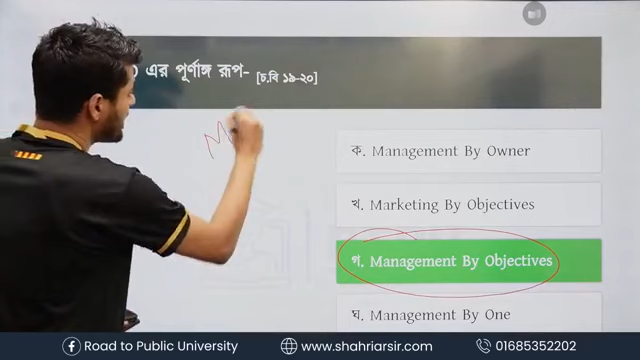 এর পূর্ণাঙ্গ রূপ- [চ.বি ১৯-২০]
ক. Management By Owner
খ. Marketing By Objectives
গ. Management By Objectives
ঘ. Management By One
Road to Public University
www.shahriarsir.com
01685352202